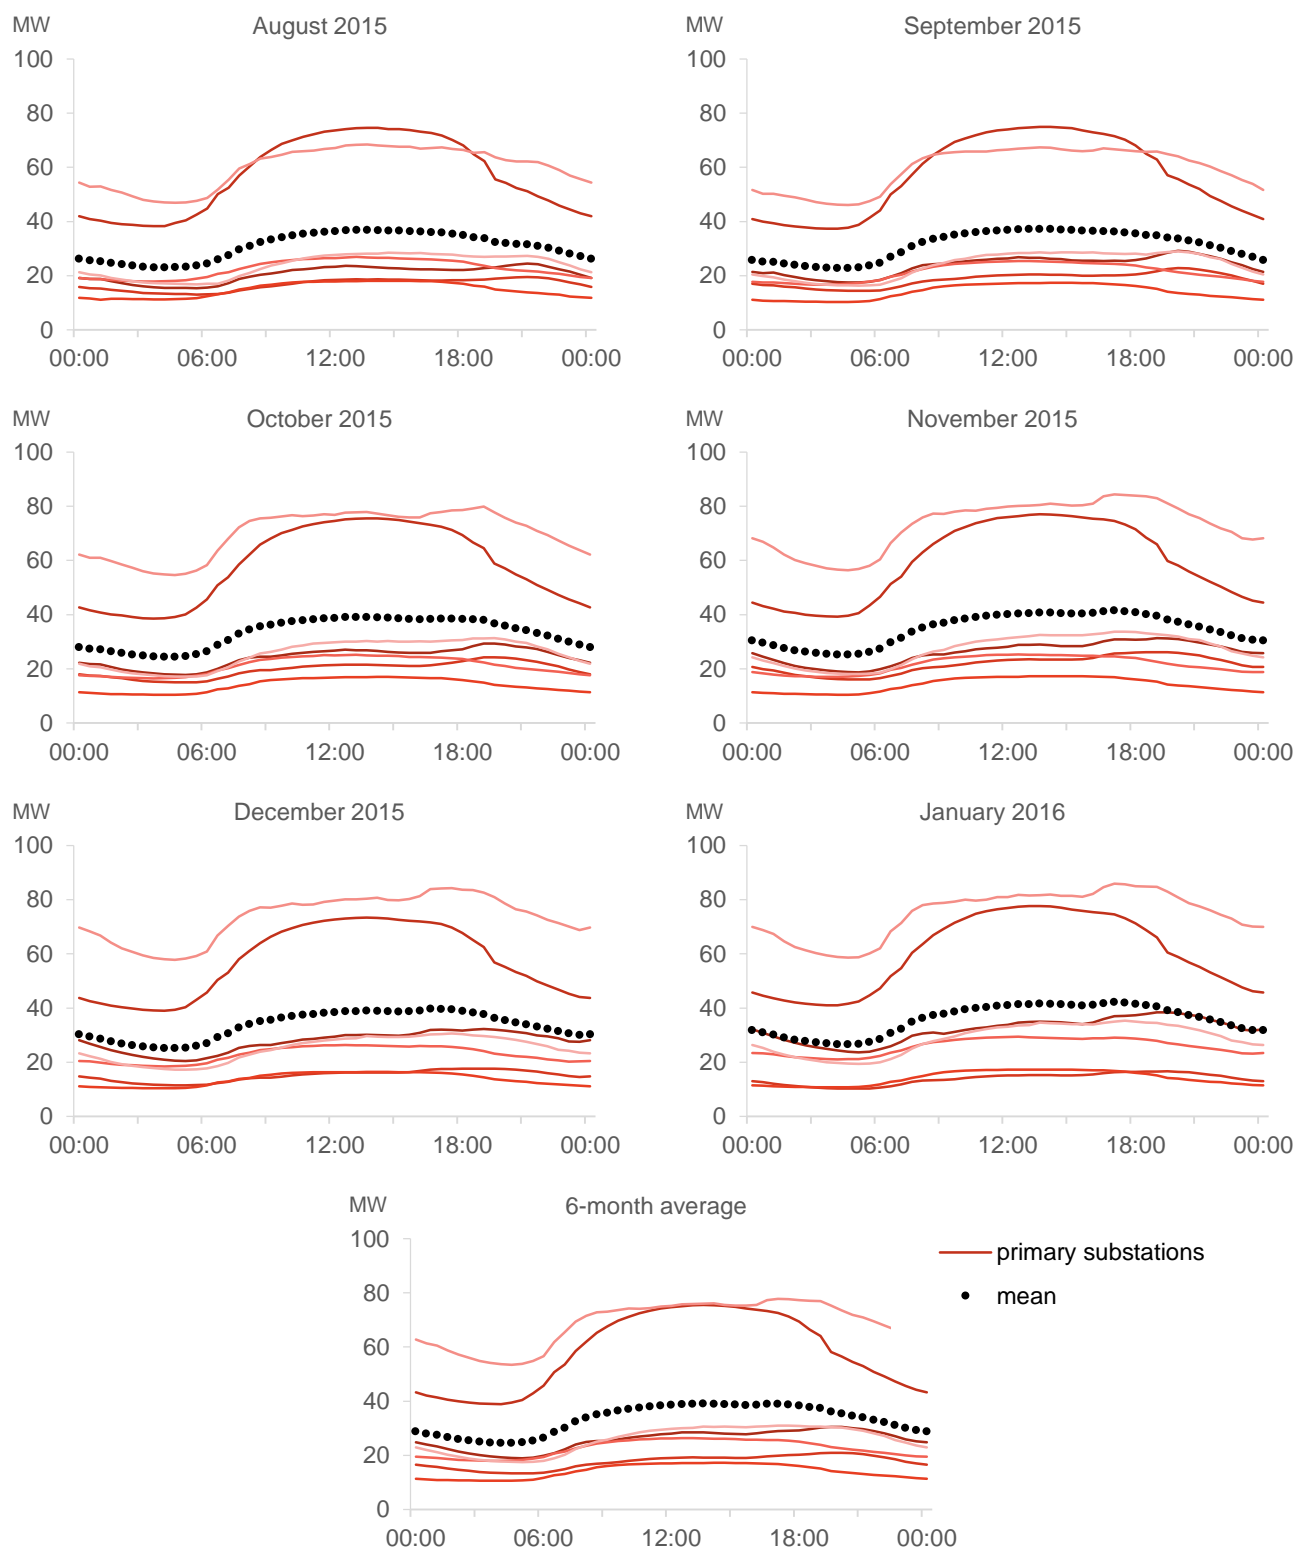 MW August 2015
100
80
60
40
20
0
00:00 06:00 12:00 18:00 00:00
MW September 2015
100
80
60
40
20
0
00:00 06:00 12:00 18:00 00:00
MW October 2015
100
80
60
40
20
0
00:00 06:00 12:00 18:00 00:00
MW November 2015
100
80
60
40
20
0
00:00 06:00 12:00 18:00 00:00
MW December 2015
100
80
60
40
20
0
00:00 06:00 12:00 18:00 00:00
MW January 2016
100
80
60
40
20
0
00:00 06:00 12:00 18:00 00:00
MW 6-month average
100
80
60
40
20
0
00:00 06:00 12:00 18:00 00:00
primary substations
mean